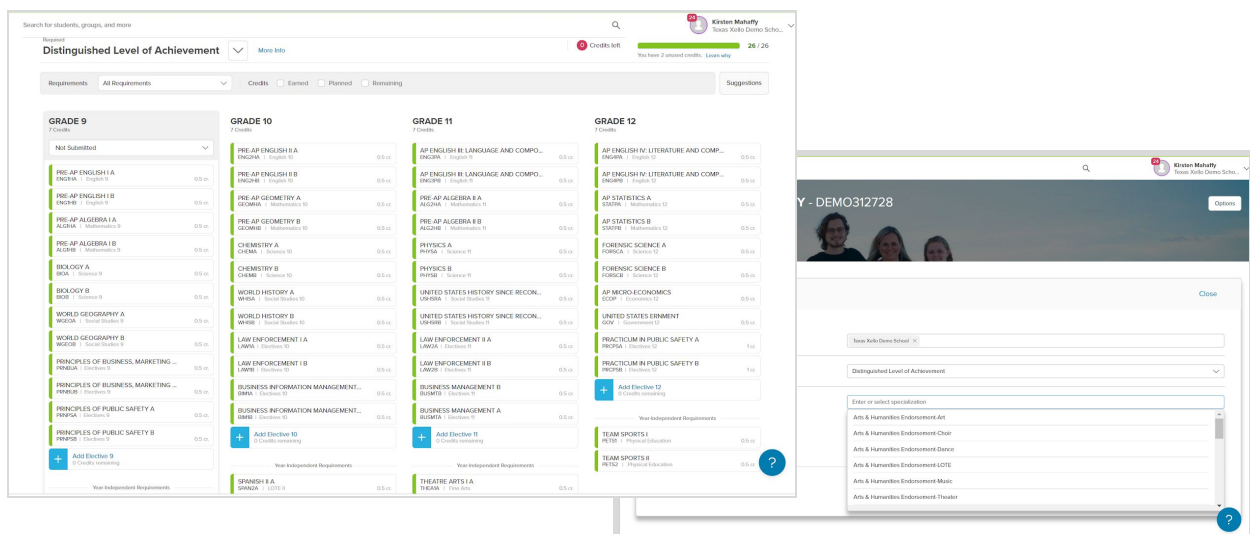 Search for students, groups, and more
24
Kirsten Mahaffy
Texas Xello Demo Scho...
Required
Distinguished Level of Achievement
More Info
0 Credits left
26 / 26
You have 2 unused credits. Learn why
Requirements
All Requirements
Credits
Earned
Planned
Remaining
Suggestions
GRADE 9
7 Credits
Not Submitted
PRE-AP ENGLISH I A
ENG1HA | English 9 0.5 cr.
PRE-AP ENGLISH I B
ENG1HB | English 9 0.5 cr.
PRE-AP ALGEBRA I A
ALG1HA | Mathematics 9 0.5 cr.
PRE-AP ALGEBRA I B
ALG1HB | Mathematics 9 0.5 cr.
BIOLOGY A
BIOA | Science 9 0.5 cr.
BIOLOGY B
BIOB | Science 9 0.5 cr.
WORLD GEOGRAPHY A
WGEOA | Social Studies 9 0.5 cr.
WORLD GEOGRAPHY B
WGEOB | Social Studies 9 0.5 cr.
PRINCIPLES OF BUSINESS, MARKETING ...
PRNBUA | Electives 9 0.5 cr.
PRINCIPLES OF BUSINESS, MARKETING ...
PRNBUB | Electives 9 0.5 cr.
PRINCIPLES OF PUBLIC SAFETY A
PRNPSA | Electives 9 0.5 cr.
PRINCIPLES OF PUBLIC SAFETY B
PRNPSB | Electives 9 0.5 cr.
+ Add Elective 9
0 Credits remaining
Year-Independent Requirements
GRADE 10
7 Credits
PRE-AP ENGLISH II A
ENG2HA | English 10 0.5 cr.
PRE-AP ENGLISH II B
ENG2HB | English 10 0.5 cr.
PRE-AP GEOMETRY A
GEOMHA | Mathematics 10 0.5 cr.
PRE-AP GEOMETRY B
GEOMHB | Mathematics 10 0.5 cr.
CHEMISTRY A
CHEMA | Science 10 0.5 cr.
CHEMISTRY B
CHEMB | Science 10 0.5 cr.
WORLD HISTORY A
WHISA | Social Studies 10 0.5 cr.
WORLD HISTORY B
WHISB | Social Studies 10 0.5 cr.
LAW ENFORCEMENT I A
LAW1A | Electives 10 0.5 cr.
LAW ENFORCEMENT I B
LAW1B | Electives 10 0.5 cr.
BUSINESS INFORMATION MANAGEMENT...
BIM1A | Electives 10 0.5 cr.
BUSINESS INFORMATION MANAGEMENT...
BIM1B | Electives 10 0.5 cr.
+ Add Elective 10
0 Credits remaining
Year-Independent Requirements
SPANISH II A
SPAN2A | LOTE II 0.5 cr.
GRADE 11
7 Credits
AP ENGLISH III: LANGUAGE AND COMPO...
ENG3PA | English 11 0.5 cr.
AP ENGLISH III: LANGUAGE AND COMPO...
ENG3PB | English 11 0.5 cr.
PRE-AP ALGEBRA II A
ALG2HA | Mathematics 11 0.5 cr.
PRE-AP ALGEBRA II B
ALG2HB | Mathematics 11 0.5 cr.
PHYSICS A
PHYSA | Science 11 0.5 cr.
PHYSICS B
PHYSB | Science 11 0.5 cr.
UNITED STATES HISTORY SINCE RECON...
USHSRA | Social Studies 11 0.5 cr.
UNITED STATES HISTORY SINCE RECON...
USHSRB | Social Studies 11 0.5 cr.
LAW ENFORCEMENT II A
LAW2A | Electives 11 0.5 cr.
LAW ENFORCEMENT II B
LAW2B | Electives 11 0.5 cr.
BUSINESS MANAGEMENT B
BUSMTB | Electives 11 0.5 cr.
BUSINESS MANAGEMENT A
BUSMTA | Electives 11 0.5 cr.
+ Add Elective 11
0 Credits remaining
Year-Independent Requirements
THEATRE ARTS I A
THEA1A | Fine Arts 0.5 cr.
GRADE 12
7 Credits
AP ENGLISH IV: LITERATURE AND COMP...
ENG4PA | English 12 0.5 cr.
AP ENGLISH IV: LITERATURE AND COMP...
ENG4PB | English 12 0.5 cr.
AP STATISTICS A
STATPA | Mathematics 12 0.5 cr.
AP STATISTICS B
STATPB | Mathematics 12 0.5 cr.
FORENSIC SCIENCE A
FORSCA | Science 12 0.5 cr.
FORENSIC SCIENCE B
FORSCB | Science 12 0.5 cr.
AP MICRO-ECONOMICS
ECOP | Economics 12 0.5 cr.
UNITED STATES ERNMENT
GOV | Government 12 0.5 cr.
PRACTICUM IN PUBLIC SAFETY A
PRCPSA | Electives 12 1 cr.
PRACTICUM IN PUBLIC SAFETY B
PRCPSB | Electives 12 1 cr.
+ Add Elective 12
0 Credits remaining
Year-Independent Requirements
TEAM SPORTS I
PETS1 | Physical Education 0.5 cr.
TEAM SPORTS II
PETS2 | Physical Education 0.5 cr.
?
24
Kirsten Mahaffy
Texas Xello Demo Scho...
Y - DEMO312728
Options
Close
Texas Xello Demo School ×
Distinguished Level of Achievement
Enter or select specialization
Arts & Humanities Endorsement-Art
Arts & Humanities Endorsement-Choir
Arts & Humanities Endorsement-Dance
Arts & Humanities Endorsement-LOTE
Arts & Humanities Endorsement-Music
Arts & Humanities Endorsement-Theater
?